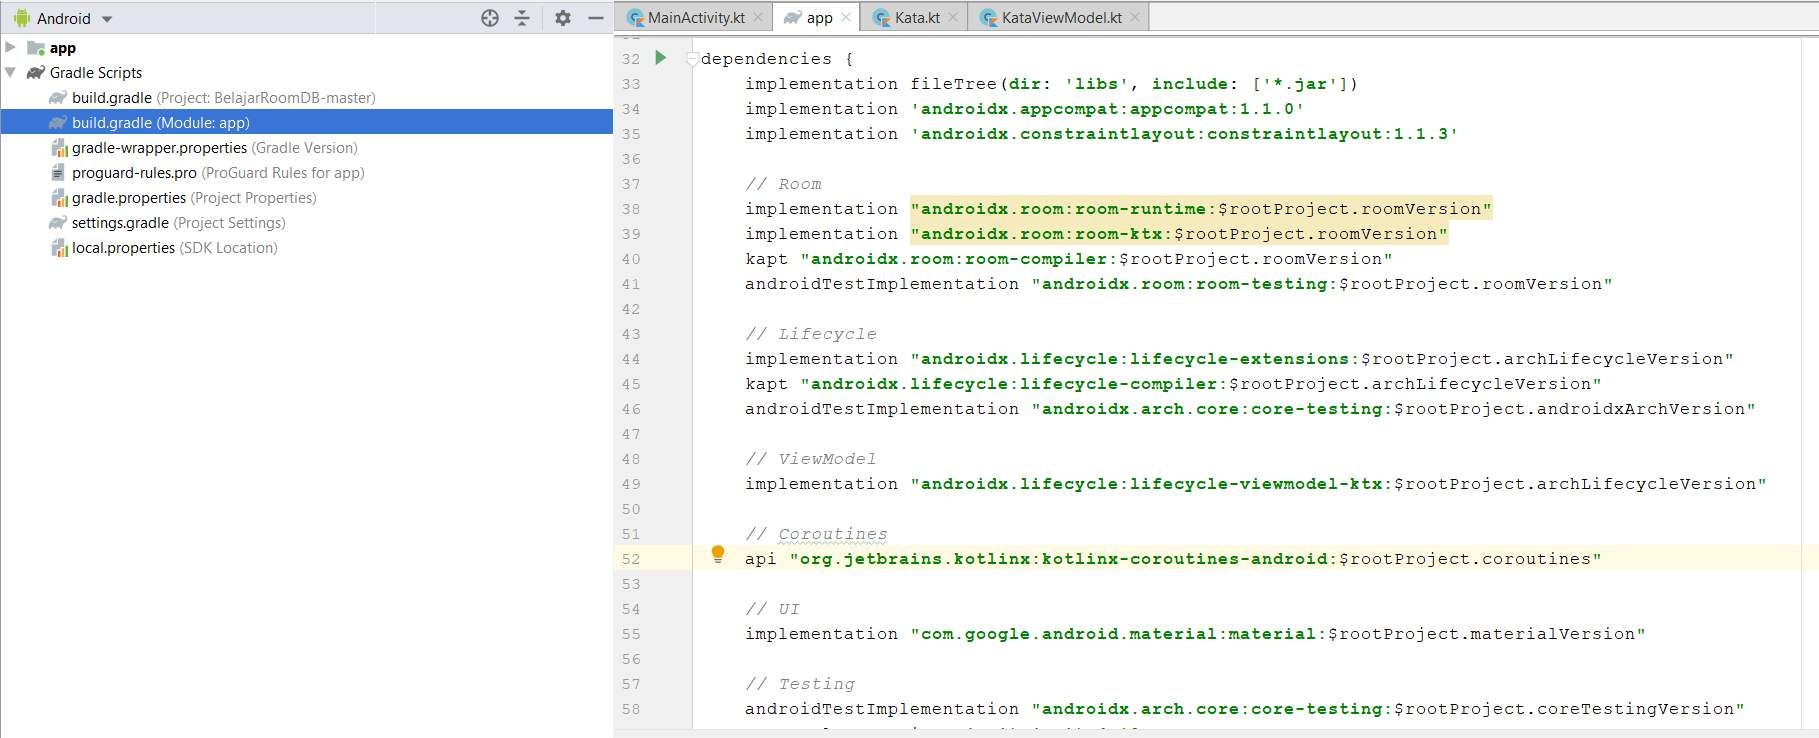 Android
app
Gradle Scripts
build.gradle (Project: BelajarRoomDB-master)
build.gradle (Module: app)
gradle-wrapper.properties (Gradle Version)
proguard-rules.pro (ProGuard Rules for app)
gradle.properties (Project Properties)
settings.gradle (Project Settings)
local.properties (SDK Location)
MainActivity.kt app Kata.kt KataViewModel.kt
32 dependencies {
33 implementation fileTree(dir: 'libs', include: ['*.jar'])
34 implementation 'androidx.appcompat:appcompat:1.1.0'
35 implementation 'androidx.constraintlayout:constraintlayout:1.1.3'
36
37 // Room
38 implementation "androidx.room:room-runtime:$rootProject.roomVersion"
39 implementation "androidx.room:room-ktx:$rootProject.roomVersion"
40 kapt "androidx.room:room-compiler:$rootProject.roomVersion"
41 androidTestImplementation "androidx.room:room-testing:$rootProject.roomVersion"
42
43 // Lifecycle
44 implementation "androidx.lifecycle:lifecycle-extensions:$rootProject.archLifecycleVersion"
45 kapt "androidx.lifecycle:lifecycle-compiler:$rootProject.archLifecycleVersion"
46 androidTestImplementation "androidx.arch.core:core-testing:$rootProject.androidxArchVersion"
47
48 // ViewModel
49 implementation "androidx.lifecycle:lifecycle-viewmodel-ktx:$rootProject.archLifecycleVersion"
50
51 // Coroutines
52 api "org.jetbrains.kotlinx:kotlinx-coroutines-android:$rootProject.coroutines"
53
54 // UI
55 implementation "com.google.android.material:material:$rootProject.materialVersion"
56
57 // Testing
58 androidTestImplementation "androidx.arch.core:core-testing:$rootProject.coreTestingVersion"